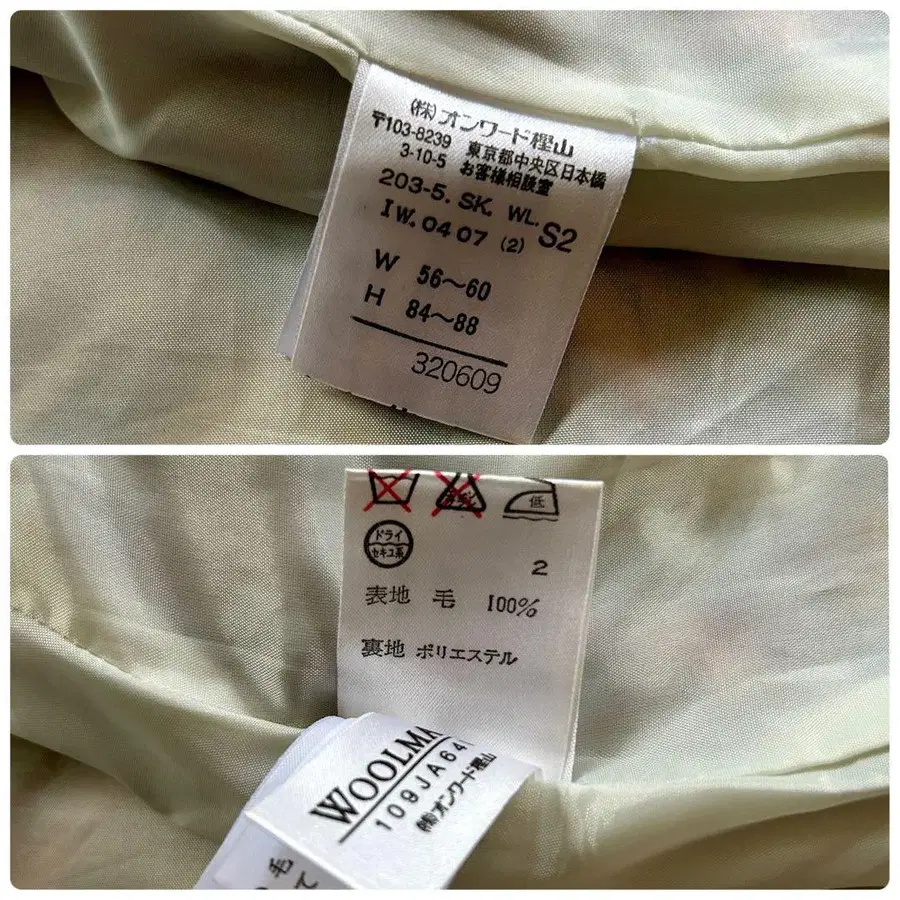 (株)オンワード樫山
〒103-8239 東京都中央区日本橋
3-10-5 お客様相談室
203-5. SK. WL. S2
IW. 04 07 (2)
W 56〜60
H 84〜88
320609
低
ドライ
セキユ系
2
表地 毛 100%
裏地 ポリエステル
WOOLMA
109JA64
(株)オンワード樫山
毛